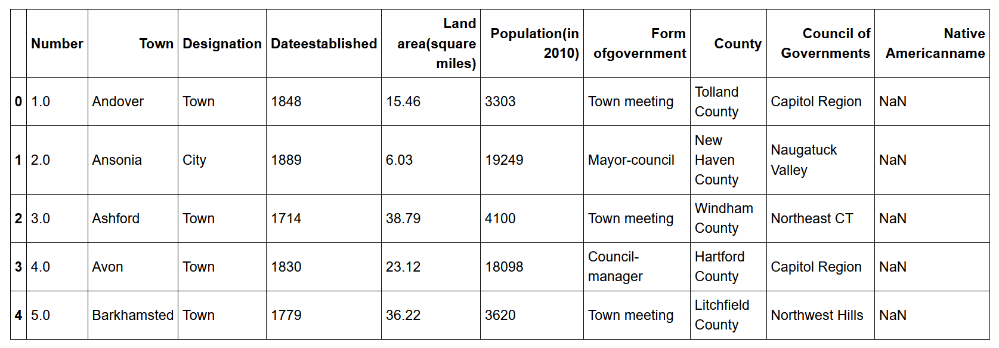 Number Town Designation Dateestablished Land area(square miles) Population(in 2010) Form ofgovernment County Council of Governments Native Americanname
0 1.0 Andover Town 1848 15.46 3303 Town meeting Tolland County Capitol Region NaN
1 2.0 Ansonia City 1889 6.03 19249 Mayor-council New Haven County Naugatuck Valley NaN
2 3.0 Ashford Town 1714 38.79 4100 Town meeting Windham County Northeast CT NaN
3 4.0 Avon Town 1830 23.12 18098 Council-manager Hartford County Capitol Region NaN
4 5.0 Barkhamsted Town 1779 36.22 3620 Town meeting Litchfield County Northwest Hills NaN